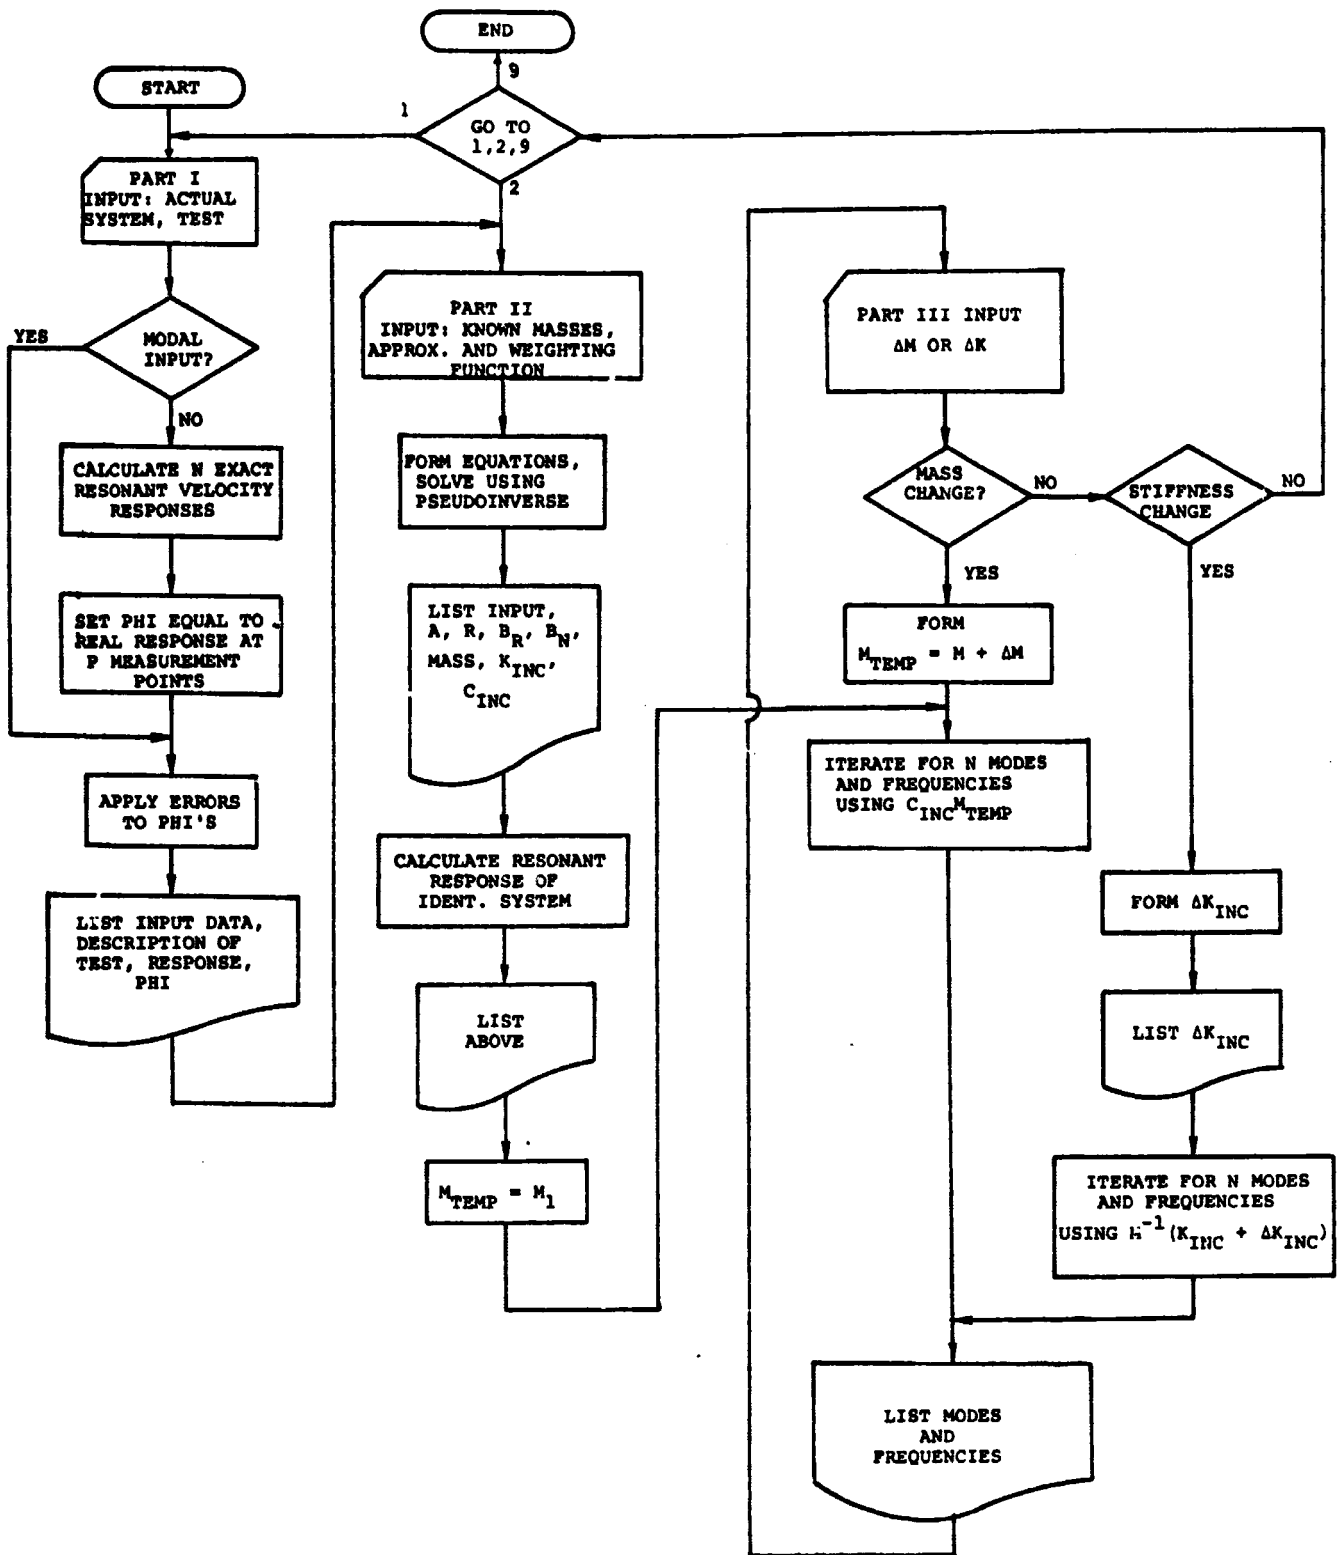 END
9
START
1
GO TO
1,2,9
2
PART I
INPUT: ACTUAL
SYSTEM, TEST
YES
MODAL
INPUT?
NO
CALCULATE N EXACT
RESONANT VELOCITY
RESPONSES
SET PHI EQUAL TO
REAL RESPONSE AT
P MEASUREMENT
POINTS
APPLY ERRORS
TO PHI'S
LIST INPUT DATA,
DESCRIPTION OF
TEST, RESPONSE,
PHI
PART II
INPUT: KNOWN MASSES,
APPROX. AND WEIGHTING
FUNCTION
FORM EQUATIONS,
SOLVE USING
PSEUDOINVERSE
LIST INPUT,
A, R, B_R, B_N,
MASS, K_INC,
C_INC
CALCULATE RESONANT
RESPONSE OF
IDENT. SYSTEM
LIST
ABOVE
M_TEMP = M_1
PART III INPUT
ΔM OR ΔK
MASS
CHANGE?
NO
STIFFNESS
CHANGE
NO
YES
YES
FORM
M_TEMP = M + ΔM
ITERATE FOR N MODES
AND FREQUENCIES
USING C_INC M_TEMP
FORM ΔK_INC
LIST ΔK_INC
ITERATE FOR N MODES
AND FREQUENCIES
USING M⁻¹(K_INC + ΔK_INC)
LIST MODES
AND
FREQUENCIES